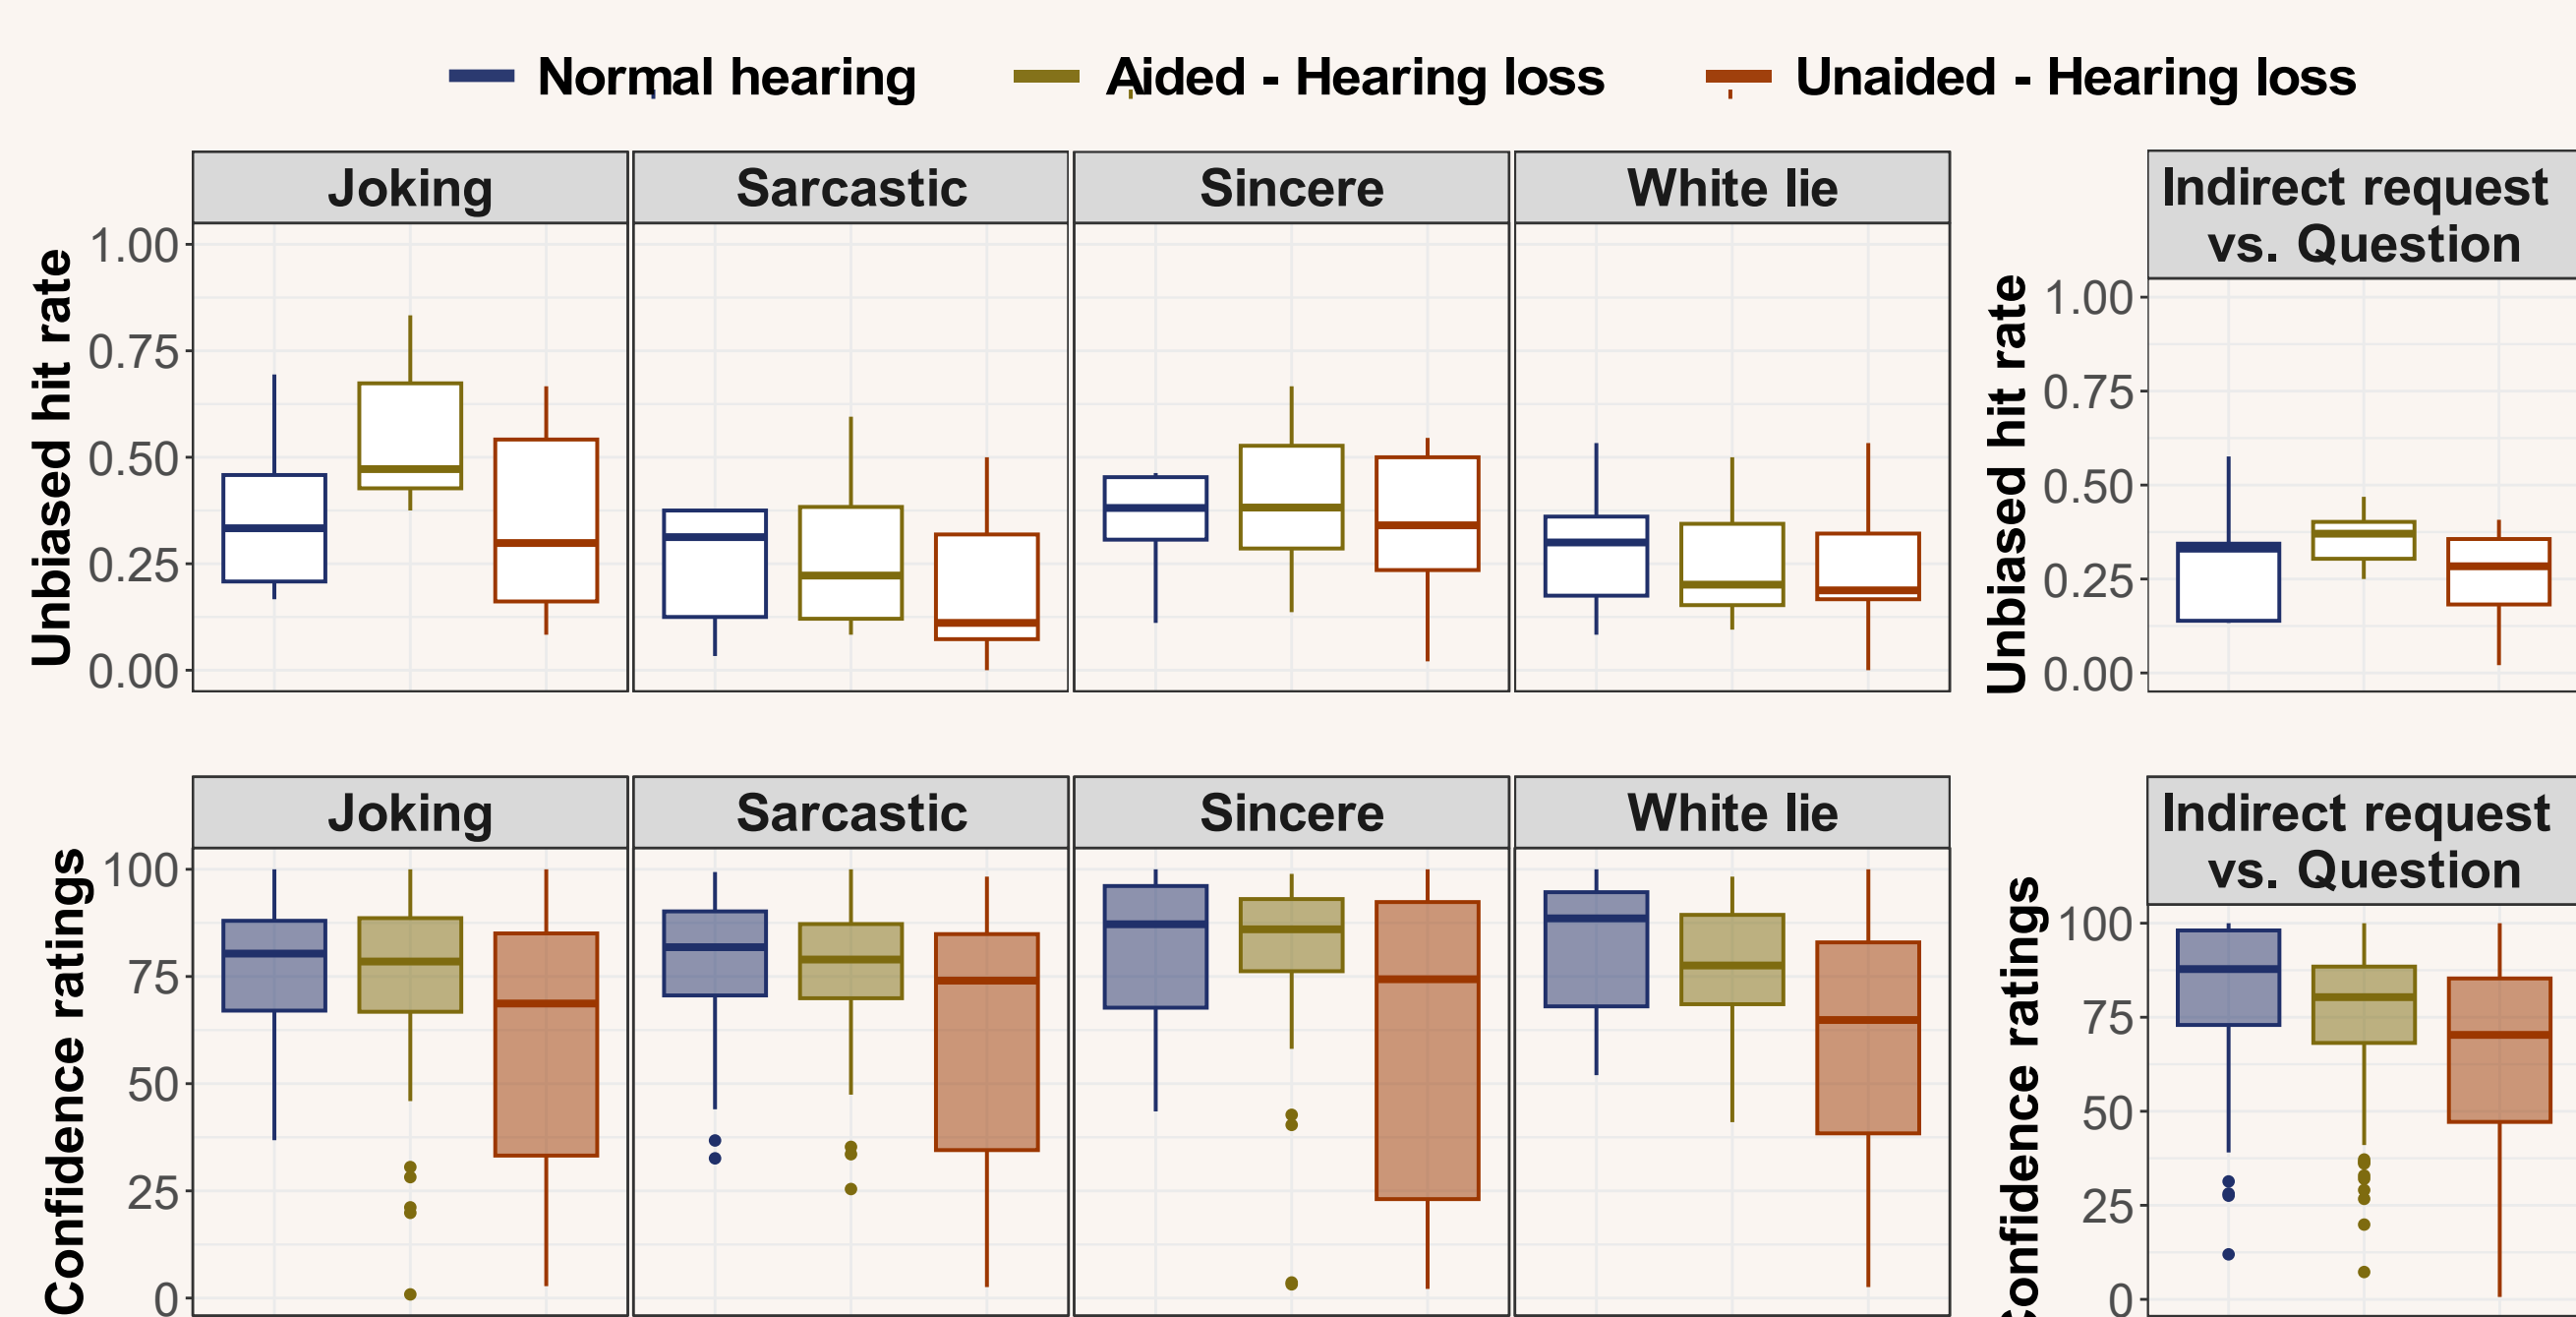 Normal hearing Aided - Hearing loss Unaided - Hearing loss
Joking Sarcastic Sincere White lie
Unbiased hit rate
1.00
0.75
0.50
0.25
0.00
Indirect request
vs. Question
Unbiased hit rate
1.00
0.75
0.50
0.25
0.00
Joking Sarcastic Sincere White lie
Confidence ratings
100
75
50
25
0
Indirect request
vs. Question
Confidence ratings
100
75
50
25
0